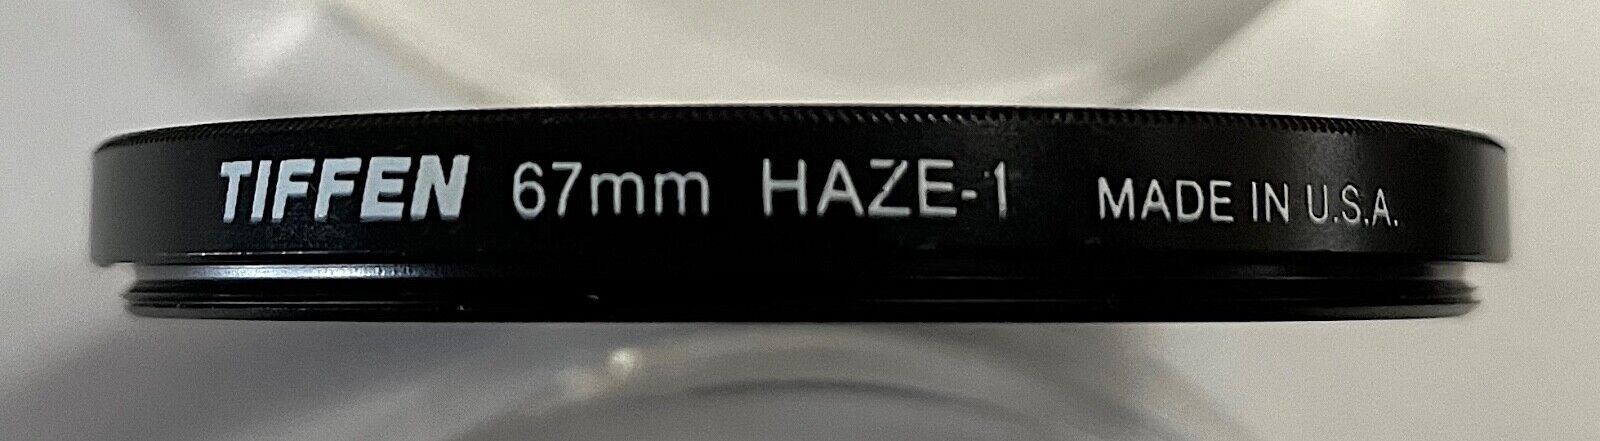 TIFFEN 67mm HAZE-1 MADE IN U.S.A.